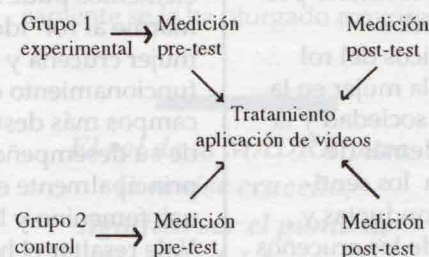 Grupo 1 Medición Medición
experimental pre-test post-test
Tratamiento
aplicación de videos
Grupo 2 Medición Medición
control pre-test post-test